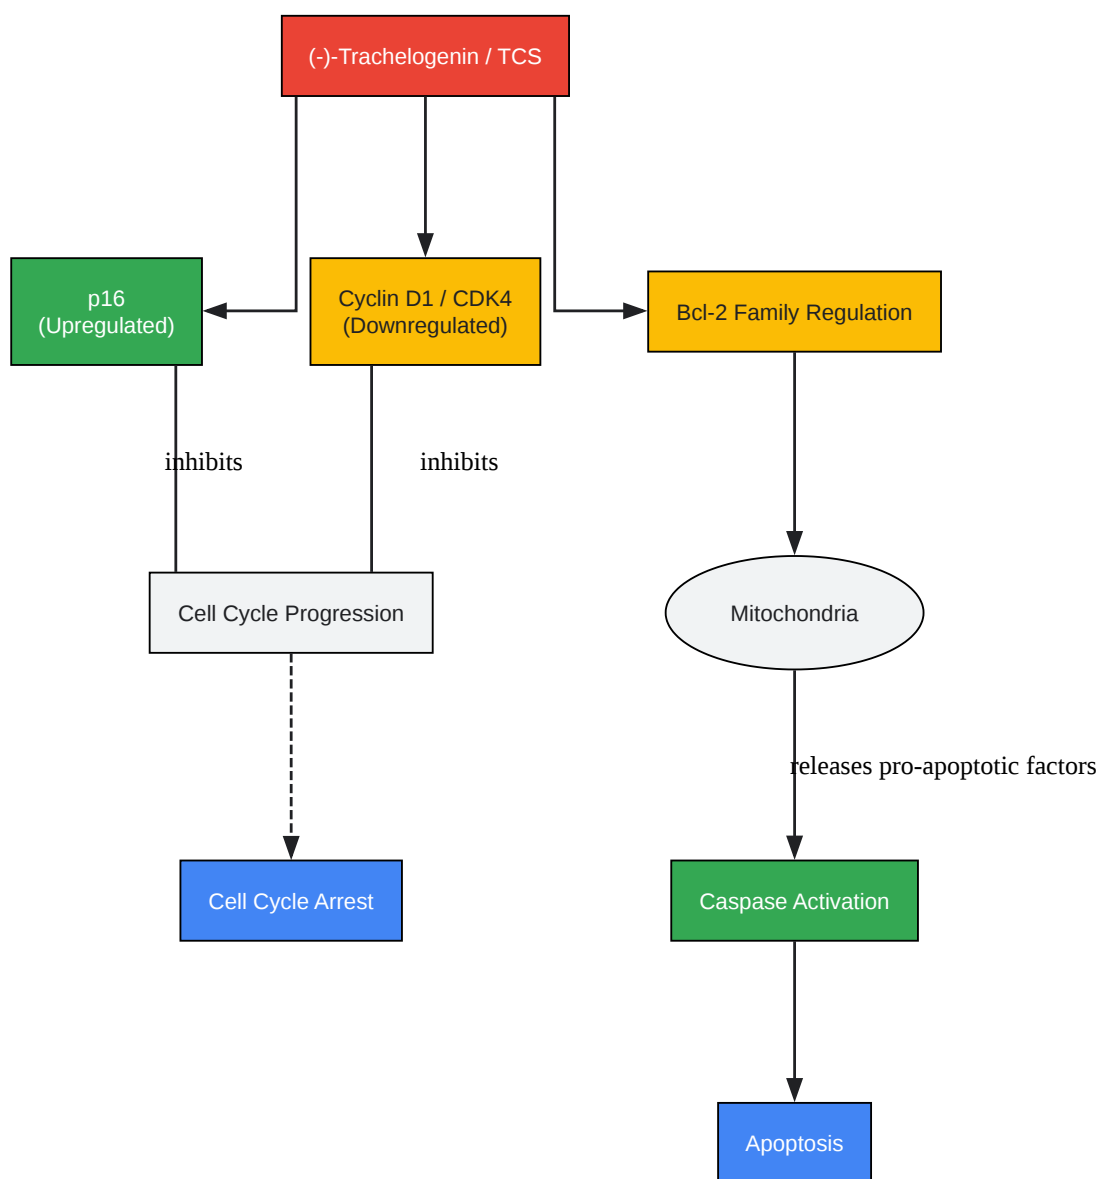 (-)-Trachelogenin / TCS
p16
(Upregulated)
Cyclin D1 / CDK4
(Downregulated)
Bcl-2 Family Regulation
inhibits
inhibits
Cell Cycle Progression
Mitochondria
releases pro-apoptotic factors
Cell Cycle Arrest
Caspase Activation
Apoptosis